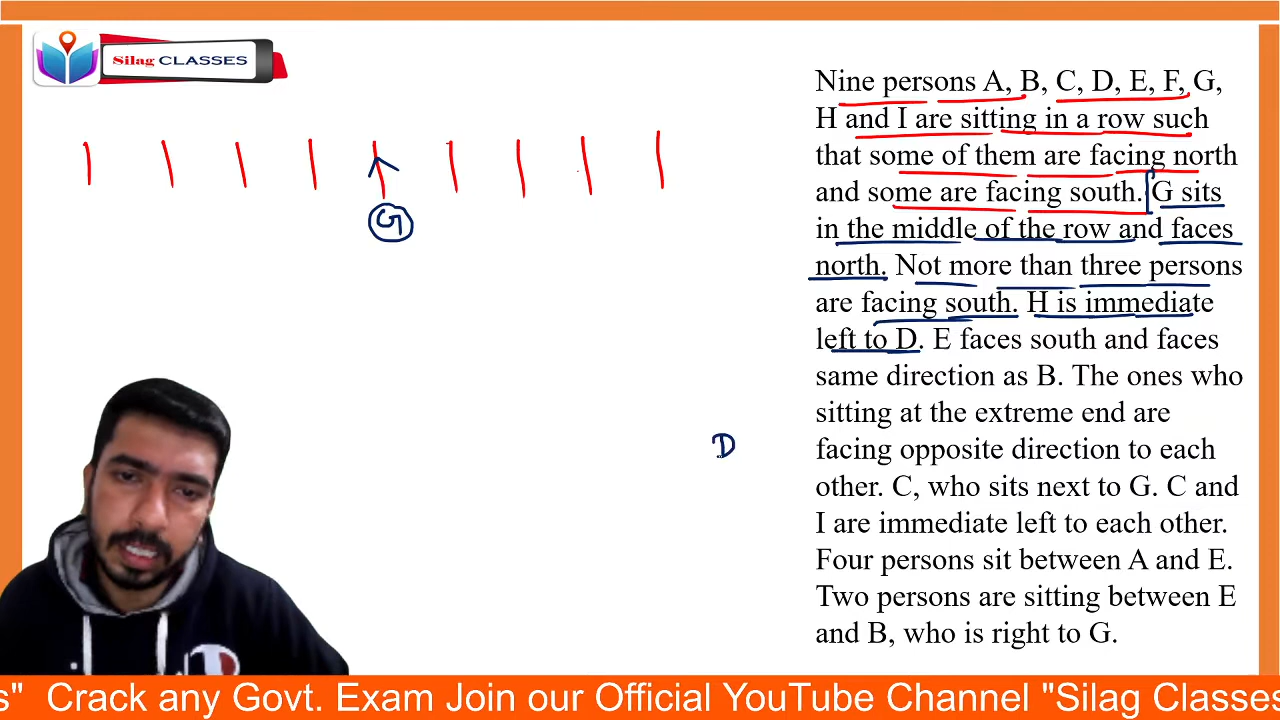 Silag CLASSES
Nine persons A, B, C, D, E, F, G,
H and I are sitting in a row such
that some of them are facing north
and some are facing south. G sits
in the middle of the row and faces
north. Not more than three persons
are facing south. H is immediate
left to D. E faces south and faces
same direction as B. The ones who
sitting at the extreme end are
facing opposite direction to each
other. C, who sits next to G. C and
I are immediate left to each other.
Four persons sit between A and E.
Two persons are sitting between E
and B, who is right to G.
G
D
s" Crack any Govt. Exam Join our Official YouTube Channel "Silag Classes